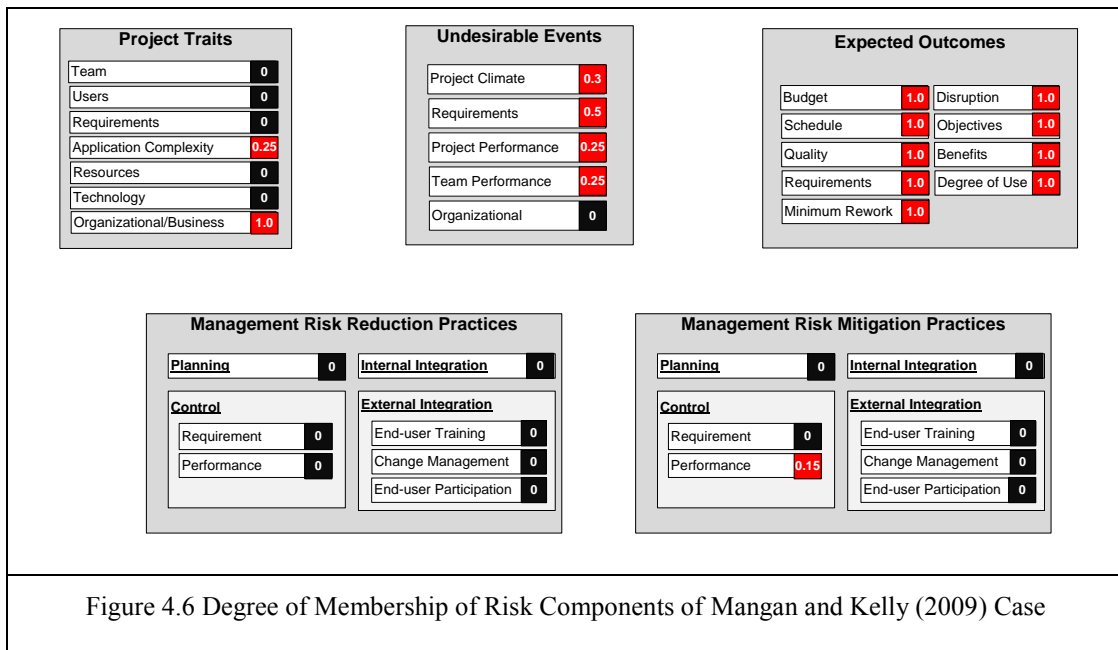 Project Traits
Team 0
Users 0
Requirements 0
Application Complexity 0.25
Resources 0
Technology 0
Organizational/Business 1.0
Undesirable Events
Project Climate 0.3
Requirements 0.5
Project Performance 0.25
Team Performance 0.25
Organizational 0
Expected Outcomes
Budget 1.0 Disruption 1.0
Schedule 1.0 Objectives 1.0
Quality 1.0 Benefits 1.0
Requirements 1.0 Degree of Use 1.0
Minimum Rework 1.0
Management Risk Reduction Practices
Planning 0 Internal Integration 0
Control
Requirement 0
Performance 0
External Integration
End-user Training 0
Change Management 0
End-user Participation 0
Management Risk Mitigation Practices
Planning 0 Internal Integration 0
Control
Requirement 0
Performance 0.15
External Integration
End-user Training 0
Change Management 0
End-user Participation 0
Figure 4.6 Degree of Membership of Risk Components of Mangan and Kelly (2009) Case